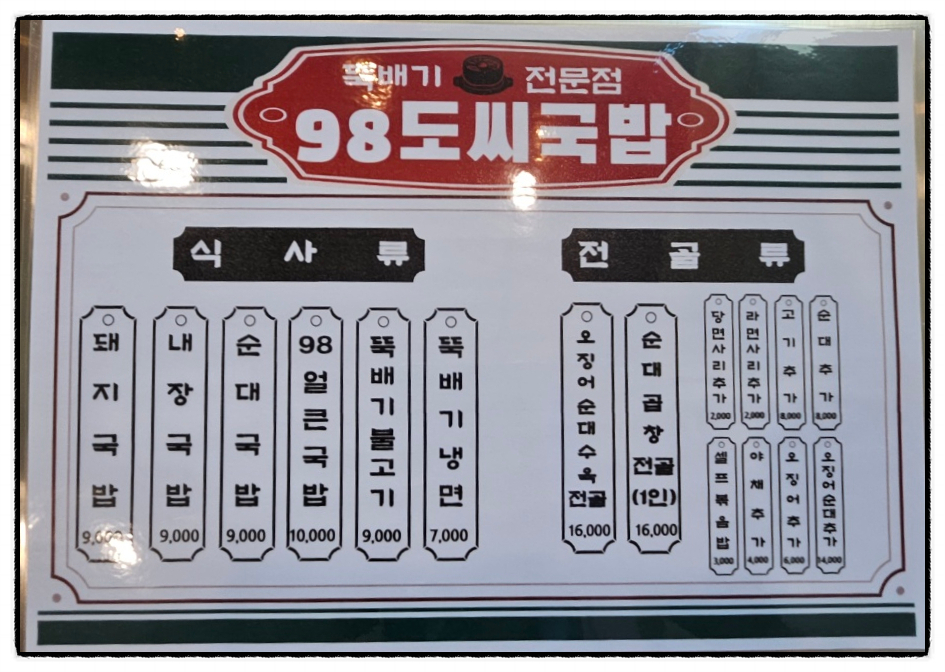 뚝배기 전문점
98도씨국밥
식사류
돼지국밥 9,000
내장국밥 9,000
순대국밥 9,000
98얼큰국밥 10,000
뚝배기불고기 9,000
뚝배기냉면 7,000
전골류
오징어순대수육전골 16,000
순대곱창전골(1인) 16,000
당면사리추가 2,000
라면사리추가 2,000
고기추가 8,000
순대추가 8,000
셀프볶음밥 3,000
야채추가 4,000
오징어추가 6,000
오징어순대추가 14,000